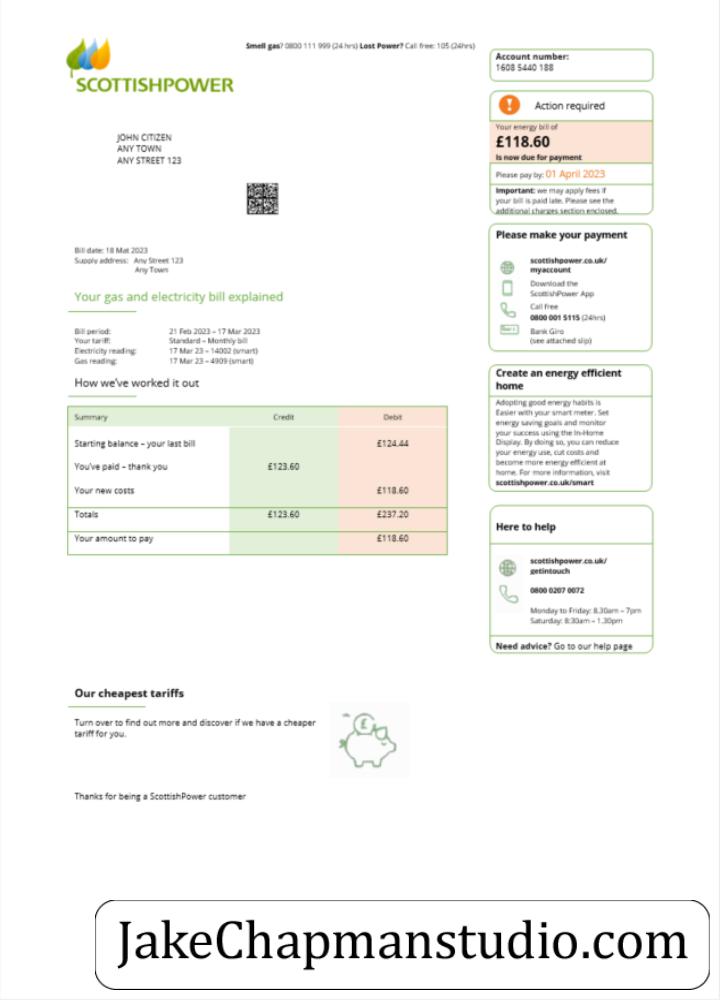 Smell gas? 0800 111 999 (24 hrs) Lost Power? Call free: 105 (24hrs)
SCOTTISHPOWER
Account number:
1608 5440 188
Action required
Your energy bill of
£118.60
Is now due for payment
Please pay by: 01 April 2023
Important: we may apply fees if
your bill is paid late. Please see the
additional charges section enclosed.
JOHN CITIZEN
ANY TOWN
ANY STREET 123
Please make your payment
scottishpower.co.uk/
myaccount
Download the
ScottishPower App
Call free
0800 001 5115 (24hrs)
Bank Giro
(see attached slip)
Bill date: 18 Mat 2023
Supply address: Any Street 123
Any Town
Your gas and electricity bill explained
Bill period: 21 Feb 2023 – 17 Mar 2023
Your tariff: Standard – Monthly bill
Electricity reading: 17 Mar 23 – 14002 (smart)
Gas reading: 17 Mar 23 – 4909 (smart)
How we've worked it out
Summary Credit Debit
Starting balance – your last bill £124.44
You've paid – thank you £123.60
Your new costs £118.60
Totals £123.60 £237.20
Your amount to pay £118.60
Create an energy efficient
home
Adopting good energy habits is
Easier with your smart meter. Set
energy saving goals and monitor
your success using the In-Home
Display. By doing so, you can reduce
your energy use, cut costs and
become more energy efficient at
home. For more information, visit
scottishpower.co.uk/smart
Here to help
scottishpower.co.uk/
getintouch
0800 0207 0072
Monday to Friday: 8.30am – 7pm
Saturday: 8:30am – 1.30pm
Need advice? Go to our help page
Our cheapest tariffs
Turn over to find out more and discover if we have a cheaper
tariff for you.
£
Thanks for being a ScottishPower customer
JakeChapmanstudio.com